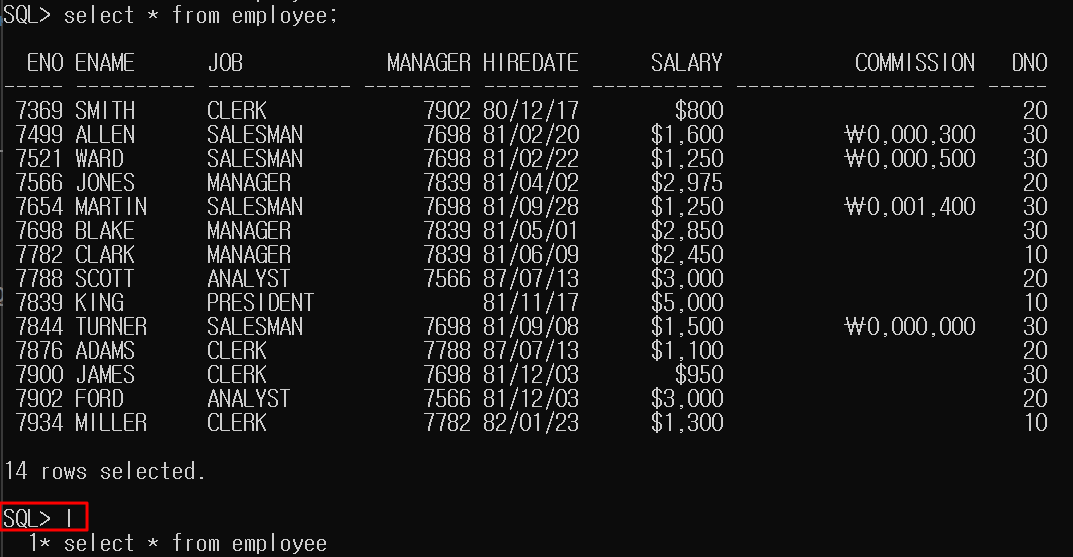 SQL> select * from employee;
ENO ENAME JOB MANAGER HIREDATE SALARY COMMISSION DNO
----- ---------- ------------ --------- -------- ----------- -------------------- -----
7369 SMITH CLERK 7902 80/12/17 $800 20
7499 ALLEN SALESMAN 7698 81/02/20 $1,600 ₩0,000,300 30
7521 WARD SALESMAN 7698 81/02/22 $1,250 ₩0,000,500 30
7566 JONES MANAGER 7839 81/04/02 $2,975 20
7654 MARTIN SALESMAN 7698 81/09/28 $1,250 ₩0,001,400 30
7698 BLAKE MANAGER 7839 81/05/01 $2,850 30
7782 CLARK MANAGER 7839 81/06/09 $2,450 10
7788 SCOTT ANALYST 7566 87/07/13 $3,000 20
7839 KING PRESIDENT 81/11/17 $5,000 10
7844 TURNER SALESMAN 7698 81/09/08 $1,500 ₩0,000,000 30
7876 ADAMS CLERK 7788 87/07/13 $1,100 20
7900 JAMES CLERK 7698 81/12/03 $950 30
7902 FORD ANALYST 7566 81/12/03 $3,000 20
7934 MILLER CLERK 7782 82/01/23 $1,300 10
14 rows selected.
SQL> l
1* select * from employee